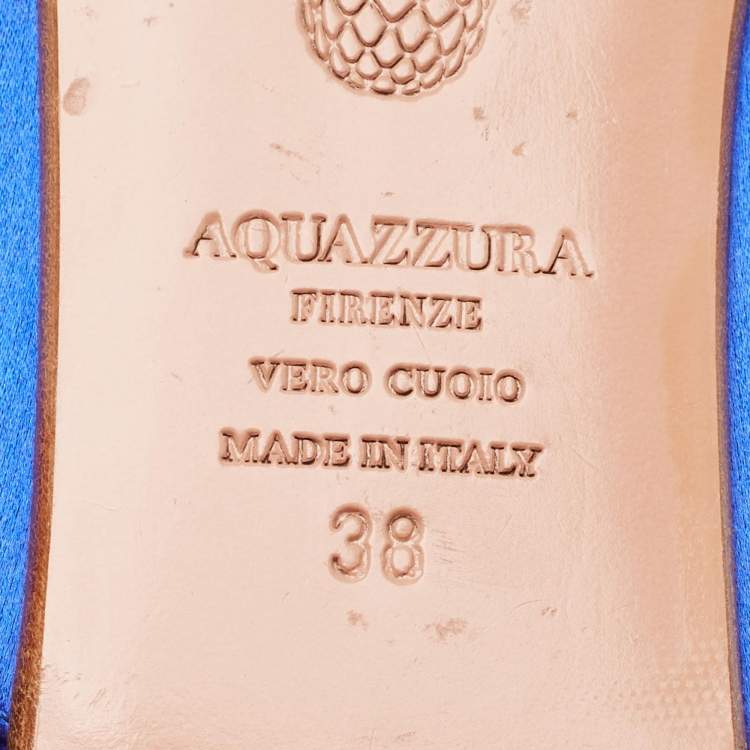 AQUAZZURA
FIRENZE
VERO CUOIO
MADE IN ITALY
38